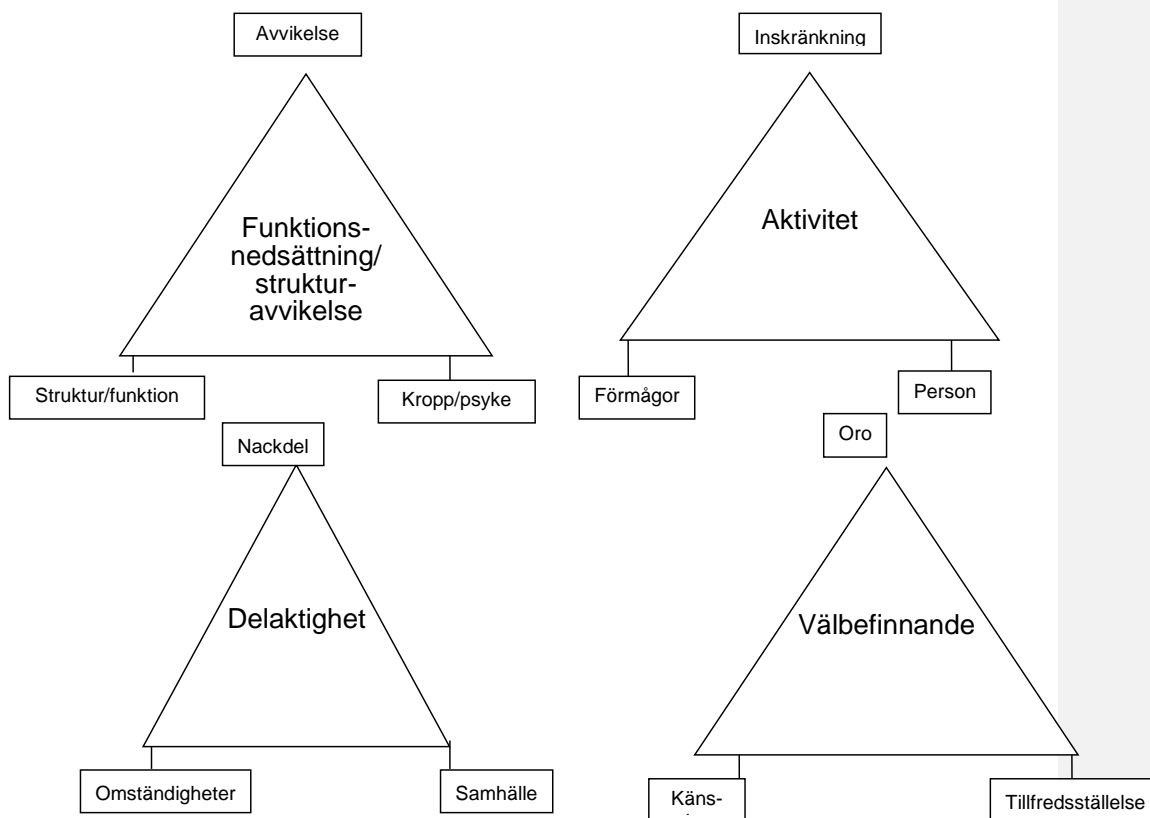 Avvikelse
Funktions-
nedsättning/
struktur-
avvikelse
Struktur/funktion
Kropp/psyke
Inskränkning
Aktivitet
Förmågor
Person
Nackdel
Delaktighet
Omständigheter
Samhälle
Oro
Välbefinnande
Käns-
Tillfredsställelse